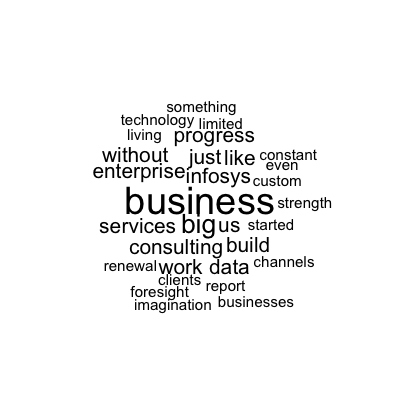 something
technology limited
living progress
without just like constant
even
enterprise infosys custom
business strength
services big us started
consulting build
renewal work data channels
clients report
foresight
imagination businesses